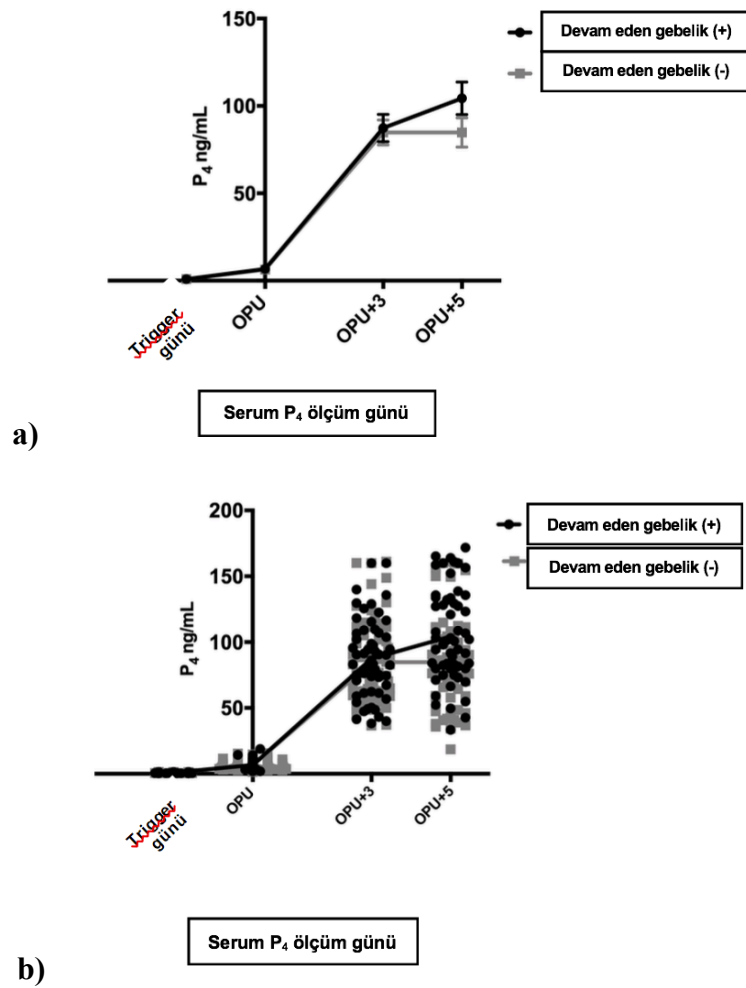 150
100
50
P₄ ng/mL
Devam eden gebelik (+)
Devam eden gebelik (-)
Trigger
günü
OPU
OPU+3
OPU+5
Serum P₄ ölçüm günü
a)
200
150
100
50
P₄ ng/mL
Devam eden gebelik (+)
Devam eden gebelik (-)
Trigger
günü
OPU
OPU+3
OPU+5
Serum P₄ ölçüm günü
b)